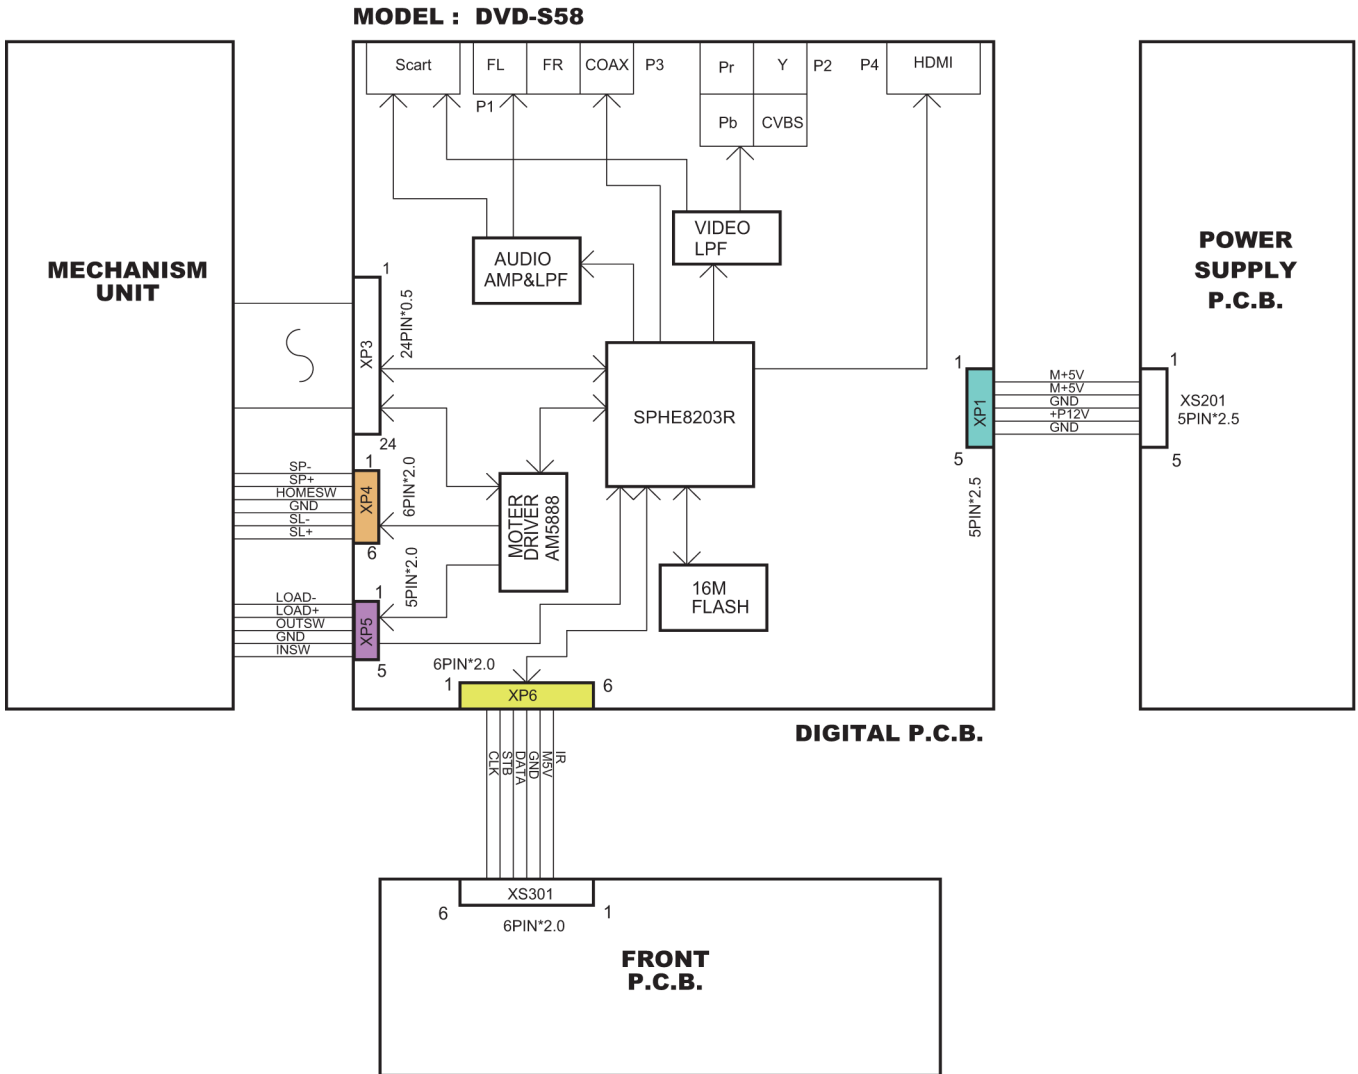 MODEL : DVD-S58
Scart
FL
FR
COAX
P3
P1
Pr
Y
P2
Pb
CVBS
P4
HDMI
MECHANISM
UNIT
AUDIO
AMP&LPF
VIDEO
LPF
POWER
SUPPLY
P.C.B.
1
XP3
24PIN*0.5
24
SPHE8203R
1
XP1
5
5PIN*2.5
M+5V
M+5V
GND
+P12V
GND
1
XS201
5PIN*2.5
5
SP-
SP+
HOMESW
GND
SL-
SL+
1
XP4
6
6PIN*2.0
MOTER
DRIVER
AM5888
16M
FLASH
LOAD-
LOAD+
OUTSW
GND
INSW
1
XP5
5
5PIN*2.0
6PIN*2.0
1
XP6
6
DIGITAL P.C.B.
CLK
STB
DATA
GND
M5V
IR
6
XS301
1
6PIN*2.0
FRONT
P.C.B.